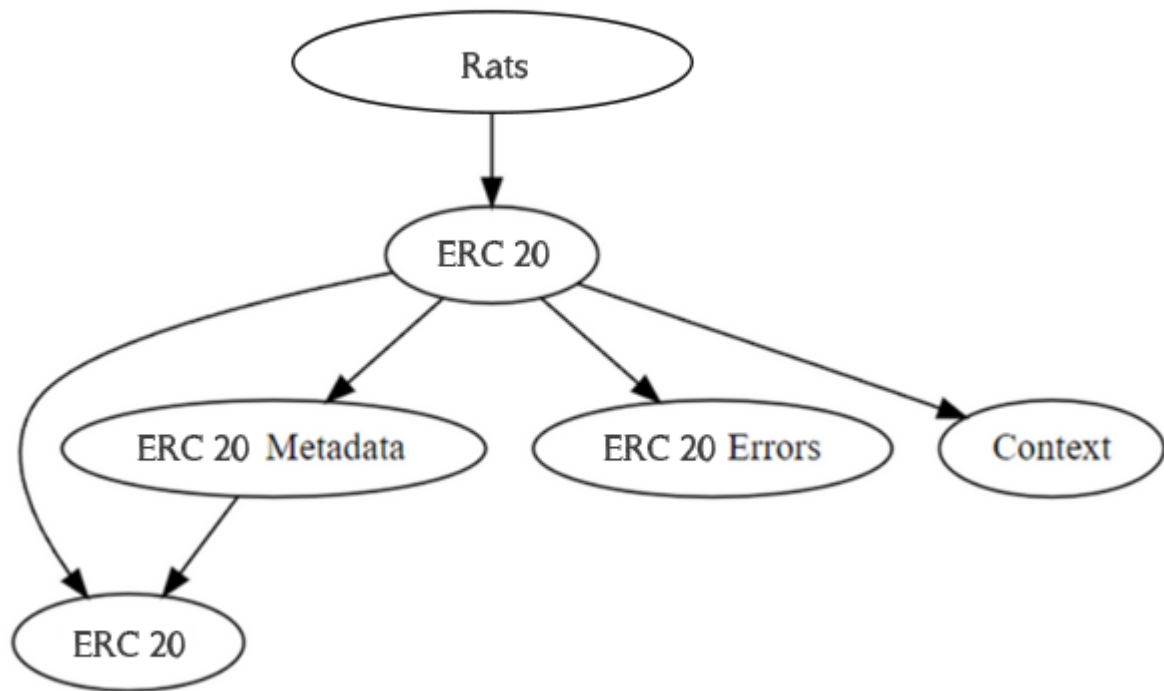 Rats
ERC 20
ERC 20 Metadata
ERC 20 Errors
Context
ERC 20